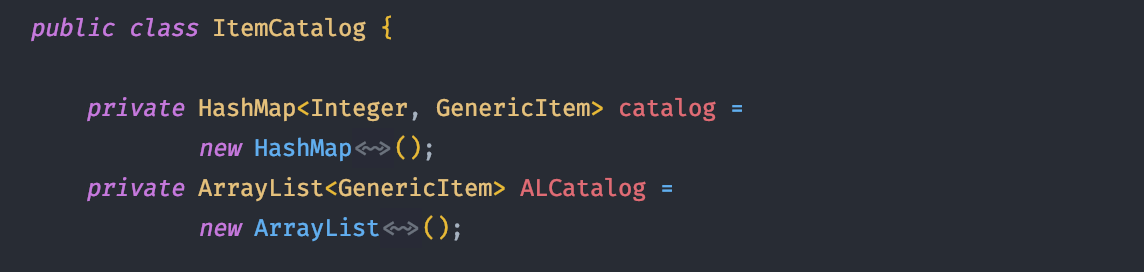 public class ItemCatalog {
private HashMap<Integer, GenericItem> catalog =
new HashMap<~>();
private ArrayList<GenericItem> ALCatalog =
new ArrayList<~>();